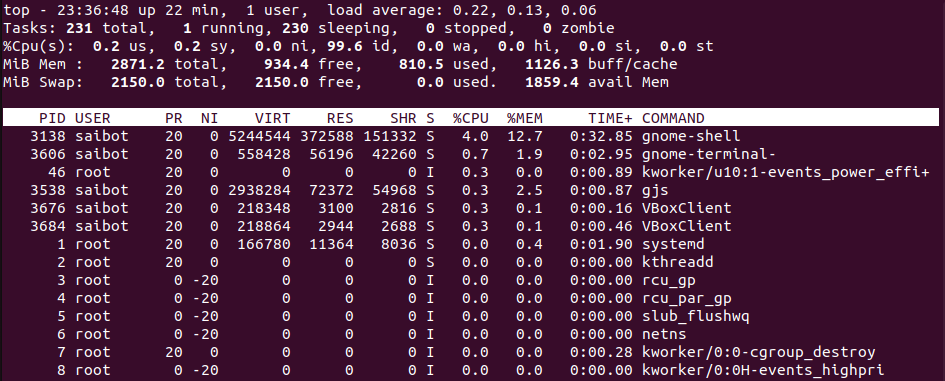 top - 23:36:48 up 22 min,  1 user,  load average: 0.22, 0.13, 0.06
Tasks: 231 total,   1 running, 230 sleeping,   0 stopped,   0 zombie
%Cpu(s):  0.2 us,  0.2 sy,  0.0 ni, 99.6 id,  0.0 wa,  0.0 hi,  0.0 si,  0.0 st
MiB Mem :   2871.2 total,    934.4 free,    810.5 used,   1126.3 buff/cache
MiB Swap:   2150.0 total,   2150.0 free,      0.0 used.   1859.4 avail Mem
PID USER      PR  NI    VIRT    RES    SHR S  %CPU  %MEM     TIME+ COMMAND
3138 saibot    20   0 5244544 372588 151332 S   4.0  12.7   0:32.85 gnome-shell
3606 saibot    20   0  558428  56196  42260 S   0.7   1.9   0:02.95 gnome-terminal-
46 root      20   0       0      0      0 I   0.3   0.0   0:00.89 kworker/u10:1-events_power_effi+
3538 saibot    20   0 2938284  72372  54968 S   0.3   2.5   0:00.87 gjs
3676 saibot    20   0  218348   3100   2816 S   0.3   0.1   0:00.16 VBoxClient
3684 saibot    20   0  218864   2944   2688 S   0.3   0.1   0:00.46 VBoxClient
1 root      20   0  166780  11364   8036 S   0.0   0.4   0:01.90 systemd
2 root      20   0       0      0      0 S   0.0   0.0   0:00.00 kthreadd
3 root       0 -20       0      0      0 I   0.0   0.0   0:00.00 rcu_gp
4 root       0 -20       0      0      0 I   0.0   0.0   0:00.00 rcu_par_gp
5 root       0 -20       0      0      0 I   0.0   0.0   0:00.00 slub_flushwq
6 root       0 -20       0      0      0 I   0.0   0.0   0:00.00 netns
7 root      20   0       0      0      0 I   0.0   0.0   0:00.28 kworker/0:0-cgroup_destroy
8 root       0 -20       0      0      0 I   0.0   0.0   0:00.00 kworker/0:0H-events_highpri